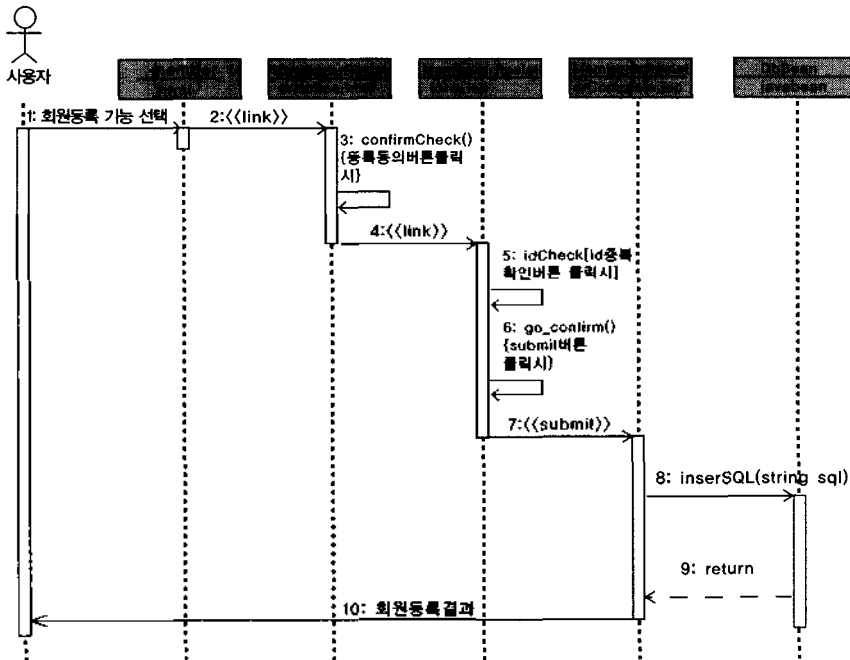 사용자
DbBean
javabean
1: 회원등록 기능 선택
2:<<link>>
3: confirmCheck()
{등록동의버튼클릭
시}
4:<<link>>
5: idCheck[id중복
확인버튼 클릭시]
6: go_confirm()
{submit버튼
클릭시)
7:<<submit>>
8: inserSQL(string sql)
9: return
10: 회원등록결과